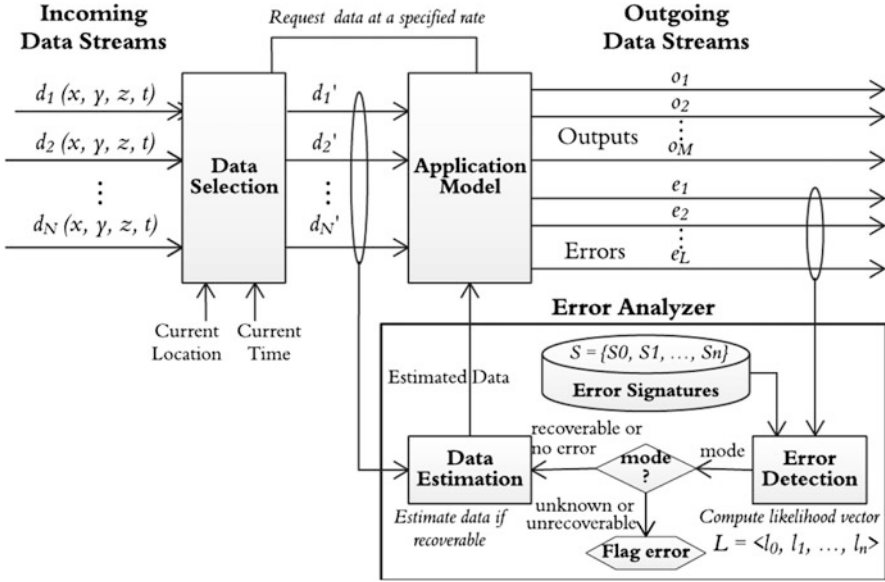 Incoming
Data Streams
Request data at a specified rate
Outgoing
Data Streams
d1 (x, y, z, t)
d2 (x, y, z, t)
⋮
dN (x, y, z, t)
Data
Selection
d1'
d2'
⋮
dN'
Application
Model
o1
o2
⋮
Outputs
oM
e1
e2
⋮
Errors
eL
Current
Location
Current
Time
Error Analyzer
Estimated Data
S = {S0, S1, ..., Sn}
Error Signatures
recoverable or
no error
Data
Estimation
mode
?
mode
Error
Detection
Estimate data if
recoverable
unknown or
unrecoverable
Flag error
Compute likelihood vector
L = <l0, l1, ..., ln>